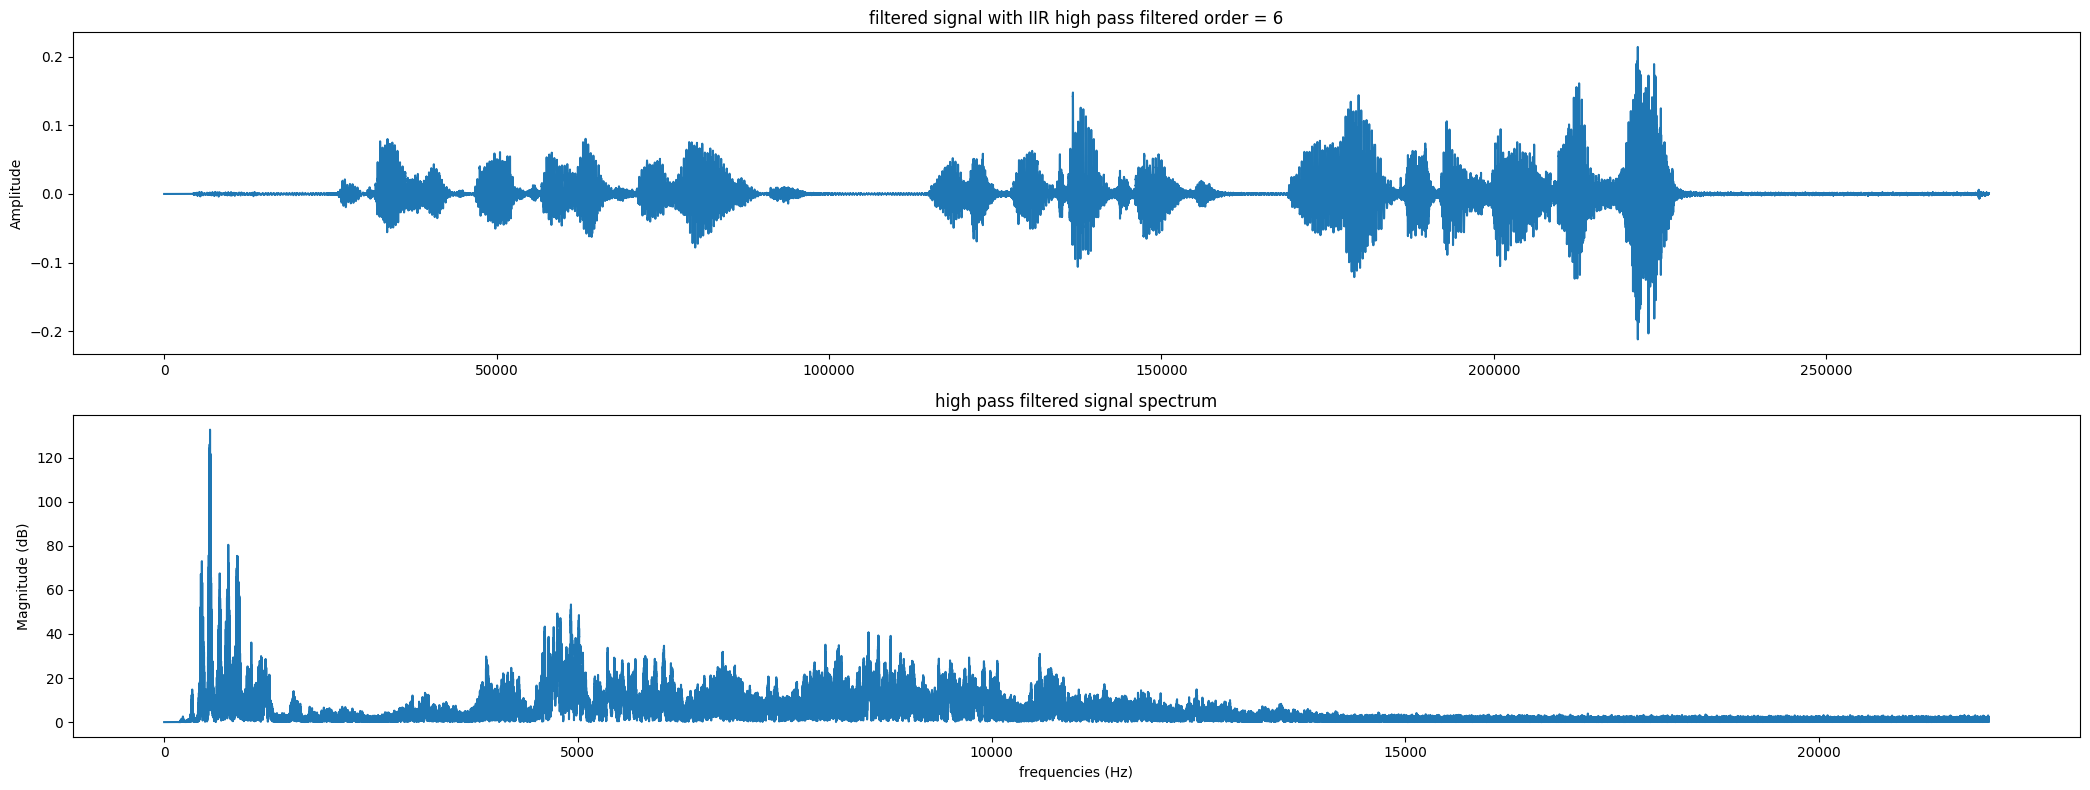 filtered signal with IIR high pass filtered order = 6
Amplitude
0.2
0.1
0.0
−0.1
−0.2
0 50000 100000 150000 200000 250000
high pass filtered signal spectrum
Magnitude (dB)
120
100
80
60
40
20
0
0 5000 10000 15000 20000
frequencies (Hz)